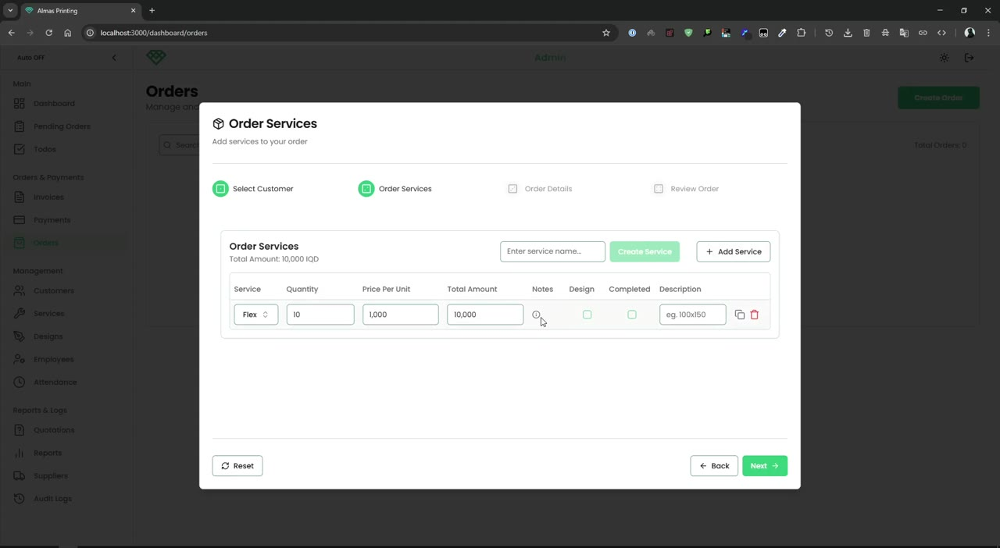 Almas Printing
localhost:3000/dashboard/orders
Auto OFF
Admin
Main
Dashboard
Pending Orders
Todos
Orders & Payments
Invoices
Payments
Orders
Management
Customers
Services
Designs
Employees
Attendance
Reports & Logs
Quotations
Reports
Suppliers
Audit Logs
Orders
Manage and
Create Order
Search
Total Orders: 0
Order Services
Add services to your order
Select Customer
Order Services
Order Details
Review Order
Order Services
Total Amount: 10,000 IQD
Enter service name...
Create Service
+ Add Service
Service Quantity Price Per Unit Total Amount Notes Design Completed Description
Flex 10 1,000 10,000 eg. 100x150
Reset
Back
Next